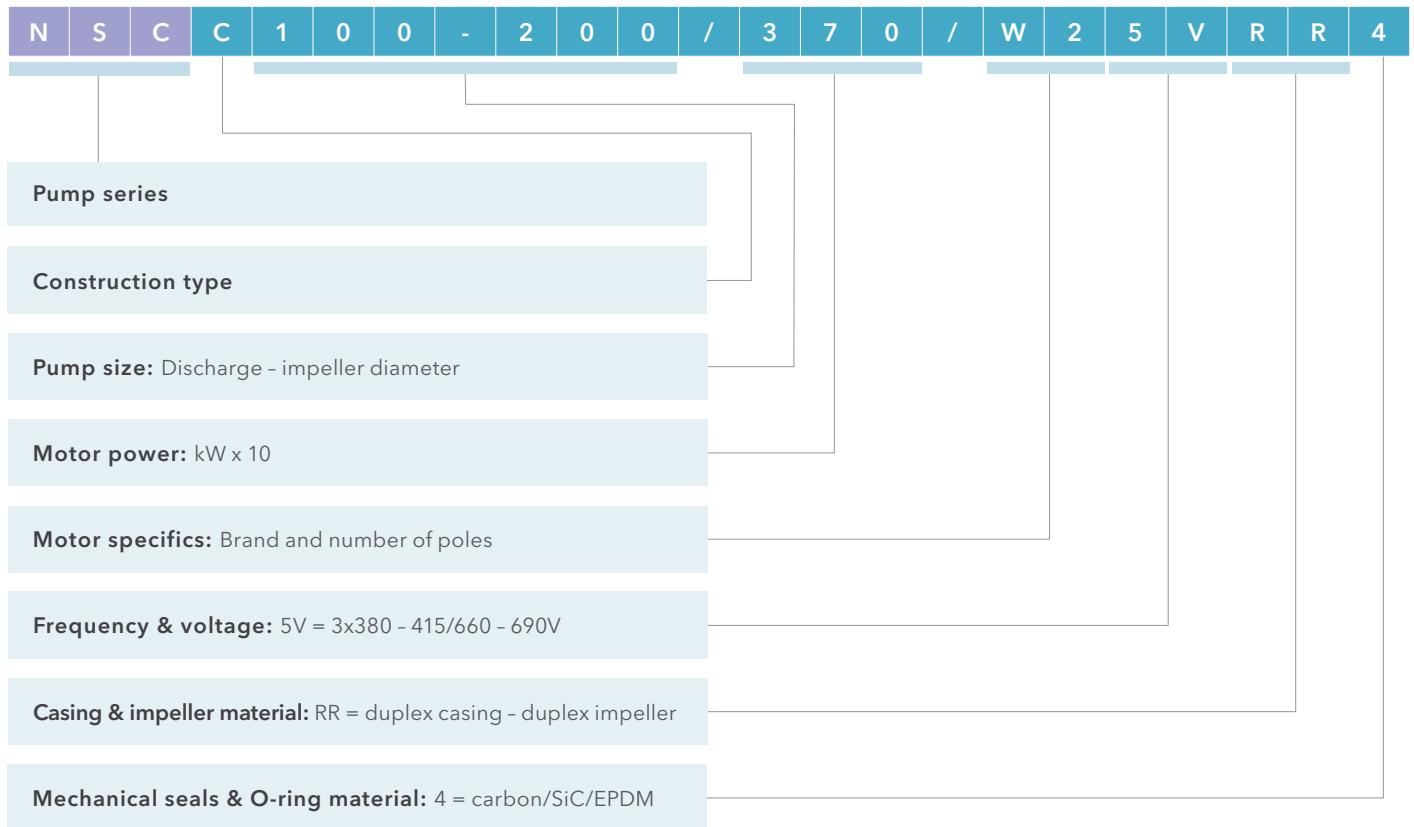 N S C C 1 0 0 - 2 0 0 / 3 7 0 / W 2 5 V R R 4
Pump series
Construction type
Pump size: Discharge – impeller diameter
Motor power: kW x 10
Motor specifics: Brand and number of poles
Frequency & voltage: 5V = 3x380 – 415/660 – 690V
Casing & impeller material: RR = duplex casing – duplex impeller
Mechanical seals & O-ring material: 4 = carbon/SiC/EPDM